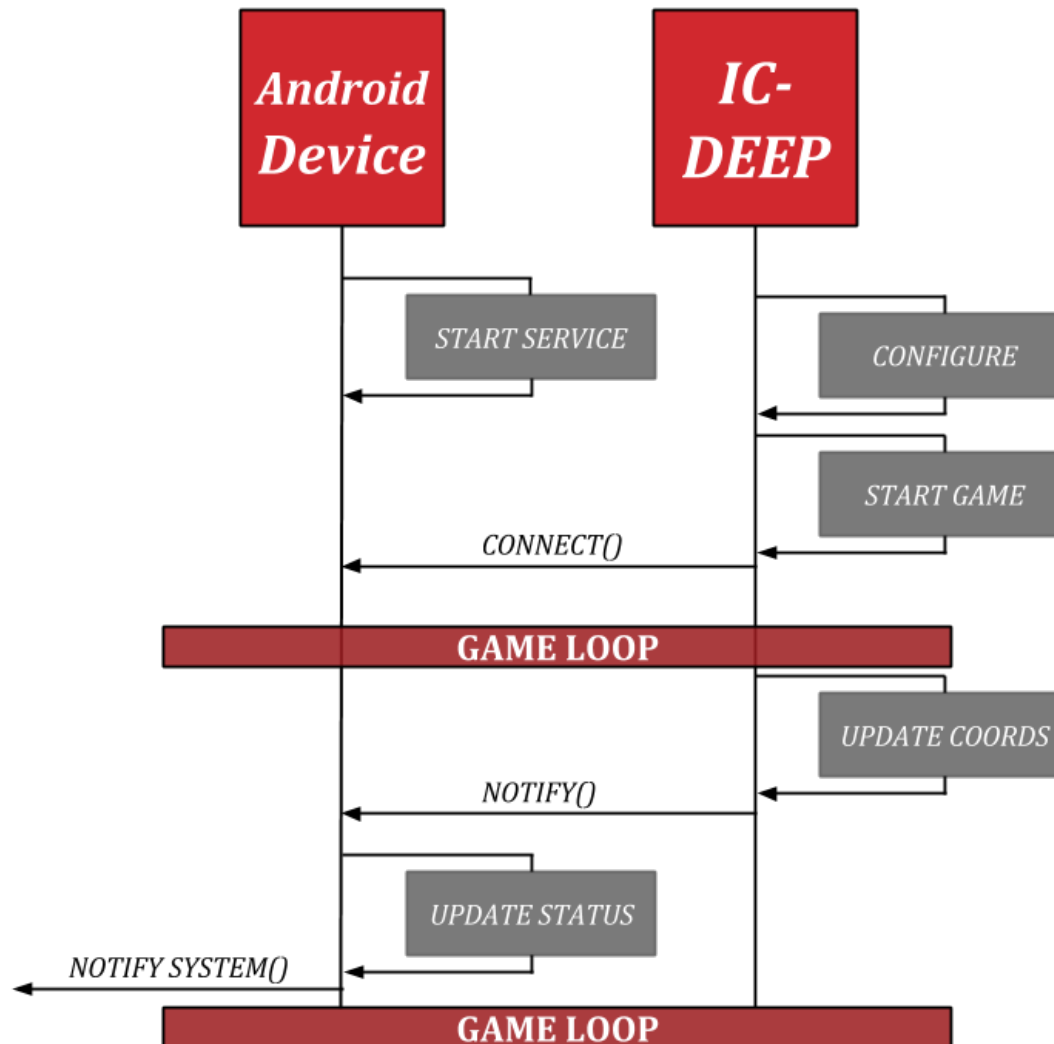 Android
Device
IC-
DEEP
START SERVICE
CONFIGURE
START GAME
CONNECT()
GAME LOOP
UPDATE COORDS
NOTIFY()
UPDATE STATUS
NOTIFY SYSTEM()
GAME LOOP